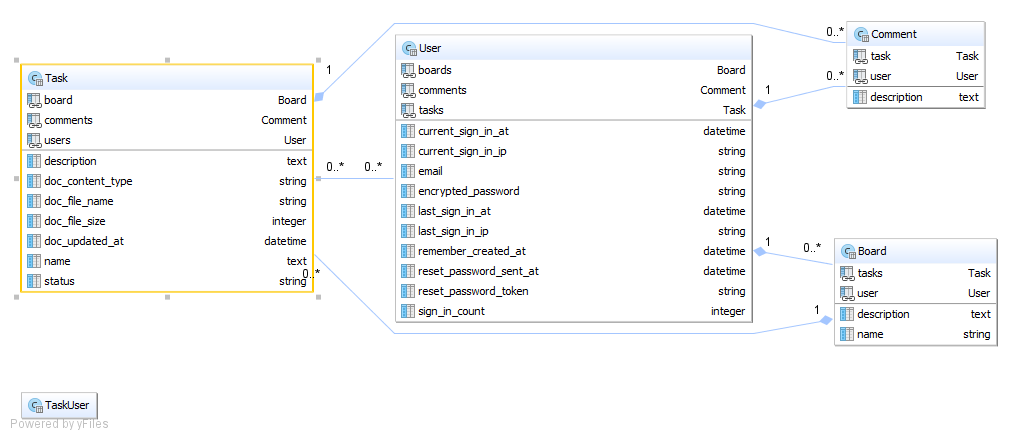 Task
board Board
comments Comment
users User
description text
doc_content_type string
doc_file_name string
doc_file_size integer
doc_updated_at datetime
name text
status string
1
0..*
0..*
0..*
User
boards Board
comments Comment
tasks Task
current_sign_in_at datetime
current_sign_in_ip string
email string
encrypted_password string
last_sign_in_at datetime
last_sign_in_ip string
remember_created_at datetime
reset_password_sent_at datetime
reset_password_token string
sign_in_count integer
0..*
1
0..*
1
0..*
1
Comment
task Task
user User
description text
Board
tasks Task
user User
description text
name string
TaskUser
Powered by yFiles